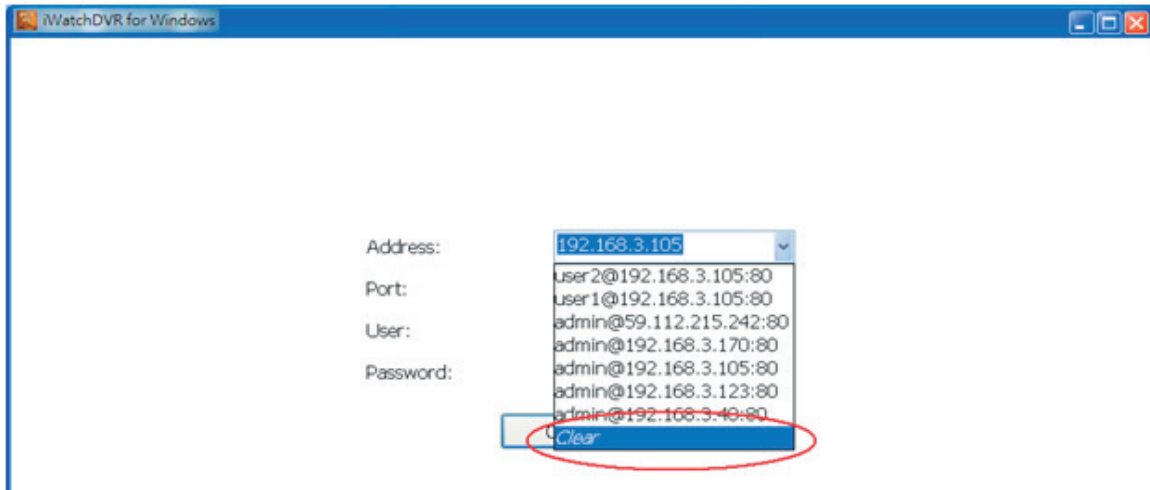 iWatchDVR for Windows
Address: 192.168.3.105
user2@192.168.3.105:80
Port:
user1@192.168.3.105:80
admin@59.112.215.242:80
User:
admin@192.168.3.170:80
admin@192.168.3.105:80
Password:
admin@192.168.3.123:80
admin@192.168.3.40:80
Clear